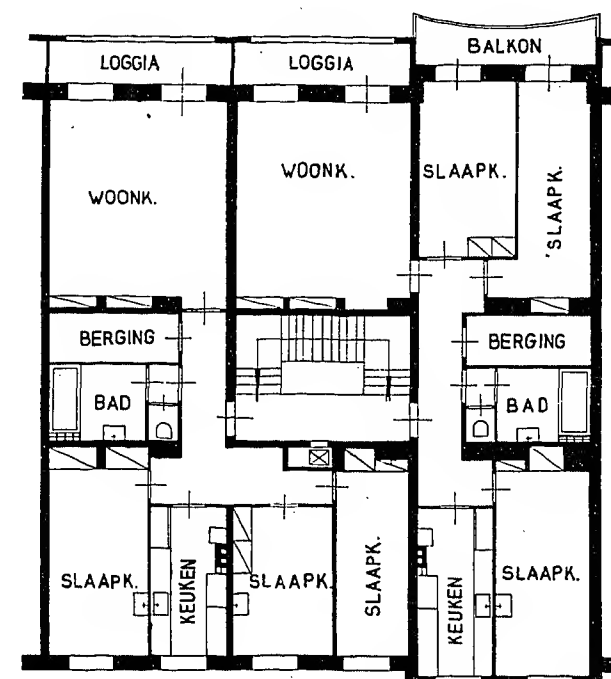 BALKON
LOGGIA
LOGGIA
WOONK.
WOONK.
SLAAPK.
SLAAPK.
BERGING
BERGING
BAD
BAD
SLAAPK.
KEUKEN
SLAAPK.
SLAAPK.
KEUKEN
SLAAPK.